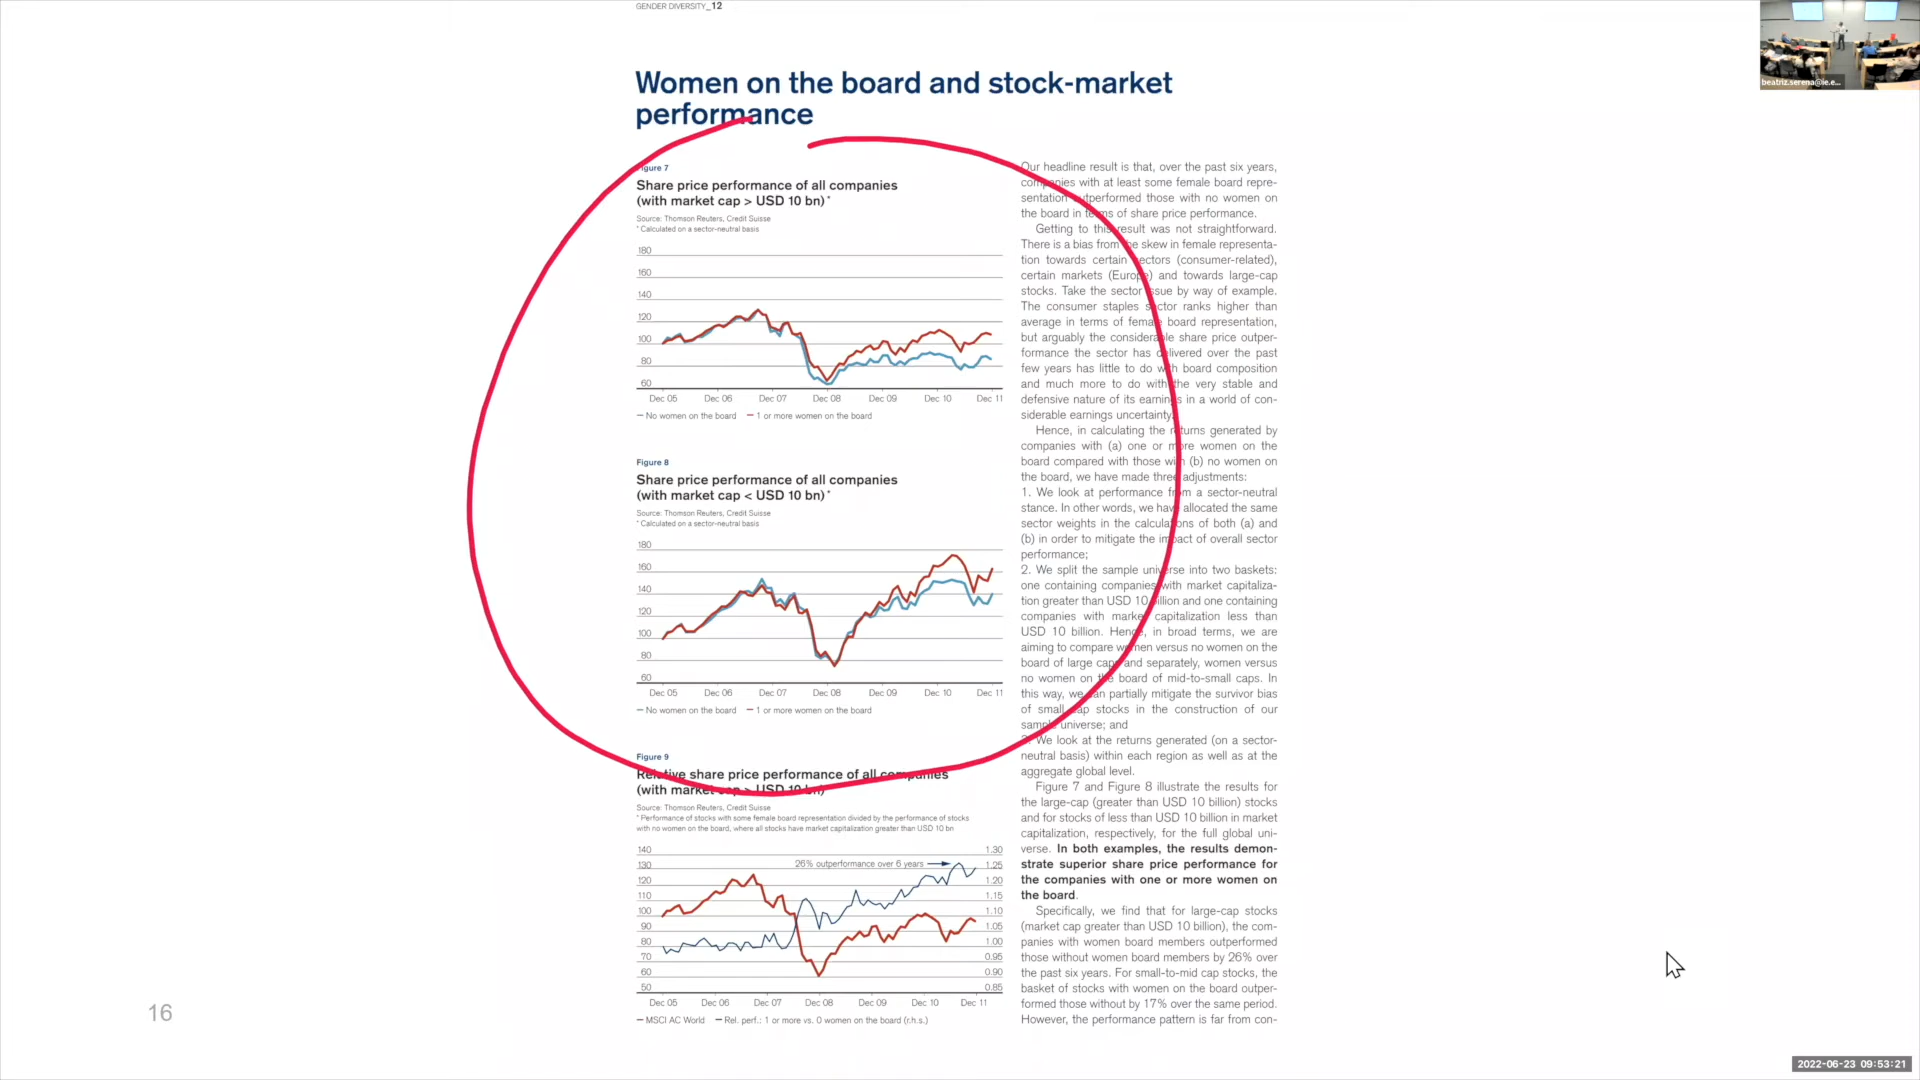 GENDER DIVERSITY_12
Women on the board and stock-market
performance
Figure 7
Share price performance of all companies
(with market cap > USD 10 bn) *
Source: Thomson Reuters, Credit Suisse
* Calculated on a sector-neutral basis
180
160
140
120
100
80
60
Dec 05 Dec 06 Dec 07 Dec 08 Dec 09 Dec 10 Dec 11
No women on the board 1 or more women on the board
Figure 8
Share price performance of all companies
(with market cap < USD 10 bn) *
Source: Thomson Reuters, Credit Suisse
* Calculated on a sector-neutral basis
180
160
140
120
100
80
60
Dec 05 Dec 06 Dec 07 Dec 08 Dec 09 Dec 10 Dec 11
No women on the board 1 or more women on the board
Figure 9
Relative share price performance of all companies
(with market cap > USD 10 bn)
Source: Thomson Reuters, Credit Suisse
* Performance of stocks with some female board representation divided by the performance of stocks
with no women on the board, where all stocks have market capitalization greater than USD 10 bn
140 1.30
130 26% outperformance over 6 years 1.25
120 1.20
110 1.15
100 1.10
90 1.05
80 1.00
70 0.95
60 0.90
50 0.85
Dec 05 Dec 06 Dec 07 Dec 08 Dec 09 Dec 10 Dec 11
MSCI AC World Rel. perf.: 1 or more vs. 0 women on the board (r.h.s.)
Our headline result is that, over the past six years,
companies with at least some female board repre-
sentation outperformed those with no women on
the board in terms of share price performance.
Getting to this result was not straightforward.
There is a bias from the skew in female representa-
tion towards certain sectors (consumer-related),
certain markets (Europe) and towards large-cap
stocks. Take the sector issue by way of example.
The consumer staples sector ranks higher than
average in terms of female board representation,
but arguably the considerable share price outper-
formance the sector has delivered over the past
few years has little to do with board composition
and much more to do with the very stable and
defensive nature of its earnings in a world of con-
siderable earnings uncertainty.
Hence, in calculating the returns generated by
companies with (a) one or more women on the
board compared with those with (b) no women on
the board, we have made three adjustments:
1. We look at performance from a sector-neutral
stance. In other words, we have allocated the same
sector weights in the calculations of both (a) and
(b) in order to mitigate the impact of overall sector
performance;
2. We split the sample universe into two baskets:
one containing companies with market capitaliza-
tion greater than USD 10 billion and one containing
companies with market capitalization less than
USD 10 billion. Hence, in broad terms, we are
aiming to compare women versus no women on the
board of large caps and separately, women versus
no women on the board of mid-to-small caps. In
this way, we can partially mitigate the survivor bias
of small cap stocks in the construction of our
sample universe; and
3. We look at the returns generated (on a sector-
neutral basis) within each region as well as at the
aggregate global level.
Figure 7 and Figure 8 illustrate the results for
the large-cap (greater than USD 10 billion) stocks
and for stocks of less than USD 10 billion in market
capitalization, respectively, for the full global uni-
verse. In both examples, the results demon-
strate superior share price performance for
the companies with one or more women on
the board.
Specifically, we find that for large-cap stocks
(market cap greater than USD 10 billion), the com-
panies with women board members outperformed
those without women board members by 26% over
the past six years. For small-to-mid cap stocks, the
basket of stocks with women on the board outper-
formed those without by 17% over the same period.
However, the performance pattern is far from con-
16
beatriz.serena@ie.e...
2022-06-23 09:53:21